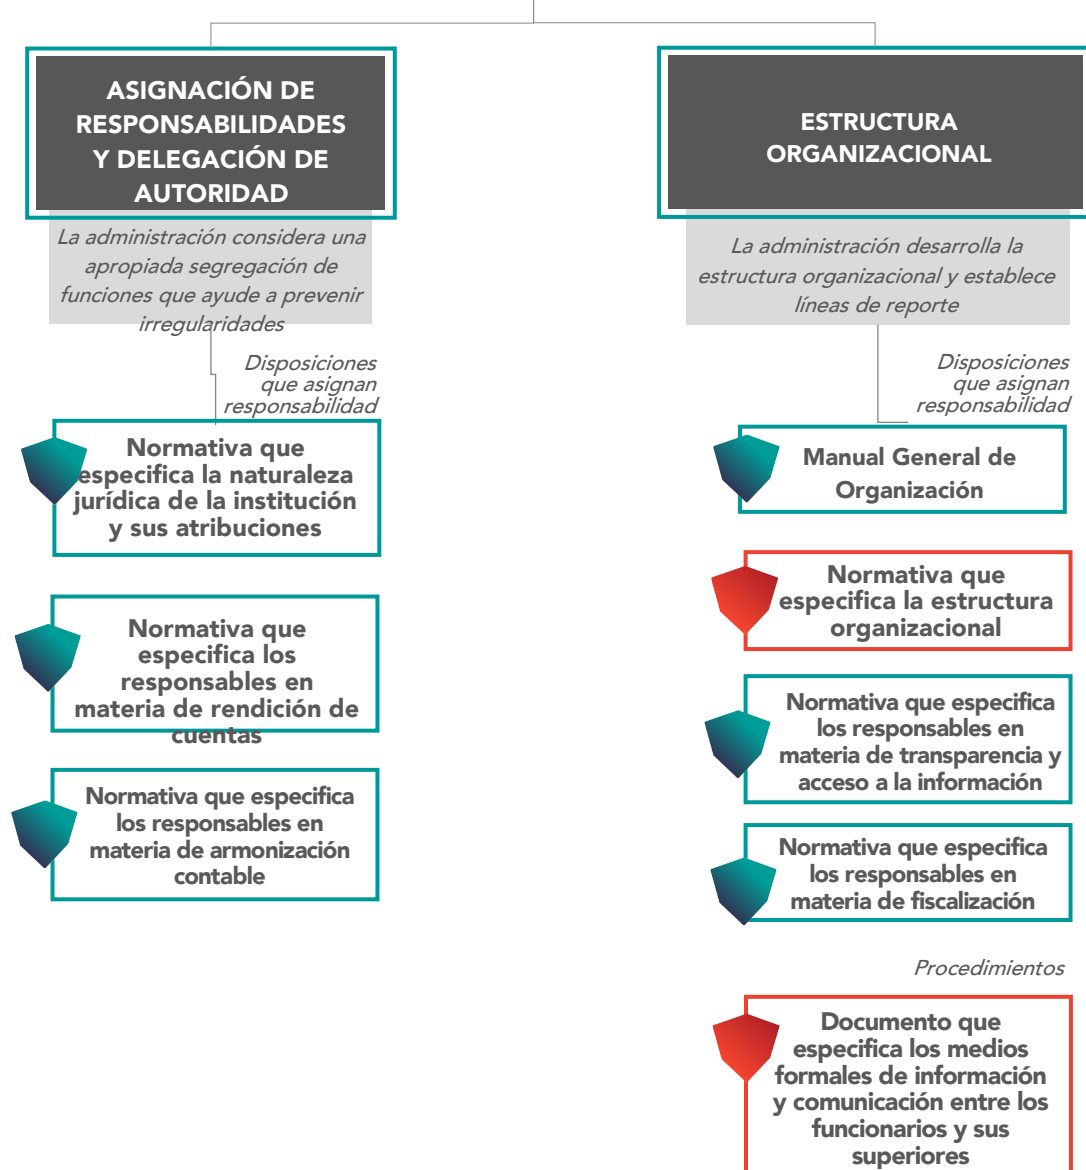 ASIGNACIÓN DE
RESPONSABILIDADES
Y DELEGACIÓN DE
AUTORIDAD
La administración considera una
apropiada segregación de
funciones que ayude a prevenir
irregularidades
Disposiciones
que asignan
responsabilidad
Normativa que
especifica la naturaleza
jurídica de la institución
y sus atribuciones
Normativa que
especifica los
responsables en
materia de rendición de
cuentas
Normativa que especifica
los responsables en
materia de armonización
contable
ESTRUCTURA
ORGANIZACIONAL
La administración desarrolla la
estructura organizacional y establece
líneas de reporte
Disposiciones
que asignan
responsabilidad
Manual General de
Organización
Normativa que
especifica la estructura
organizacional
Normativa que especifica
los responsables en
materia de transparencia y
acceso a la información
Normativa que especifica
los responsables en
materia de fiscalización
Procedimientos
Documento que
especifica los medios
formales de información
y comunicación entre los
funcionarios y sus
superiores